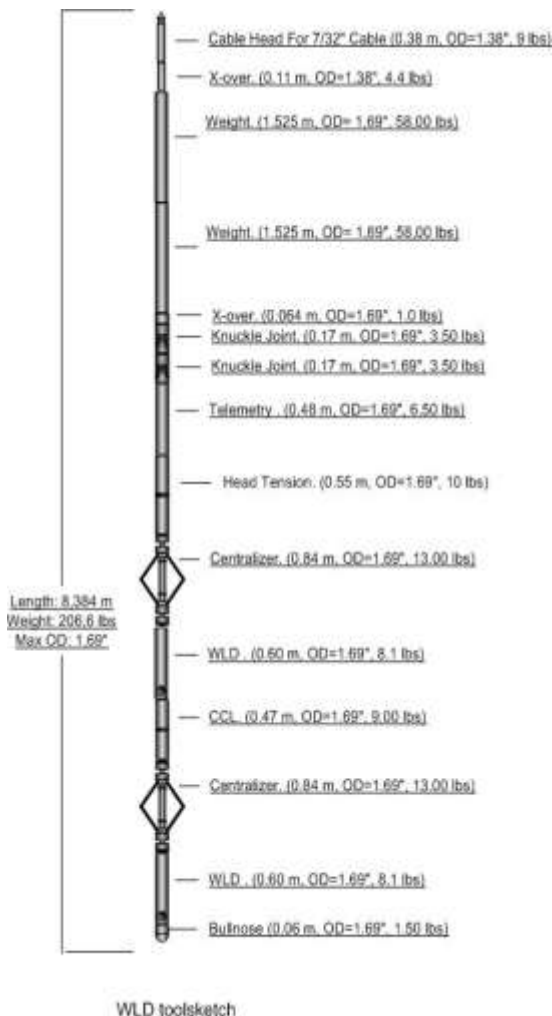 Cable Head For 7/32" Cable (0.38 m, OD=1.38", 9 lbs)
X-over. (0.11 m, OD=1.38", 4.4 lbs)
Weight. (1.525 m, OD= 1.69", 58.00 lbs)
Weight. (1.525 m, OD= 1.69", 58.00 lbs)
X-over. (0.064 m, OD=1.69", 1.0 lbs)
Knuckle Joint. (0.17 m, OD=1.69", 3.50 lbs)
Knuckle Joint. (0.17 m, OD=1.69", 3.50 lbs)
Telemetry . (0.48 m, OD=1.69", 6.50 lbs)
Head Tension. (0.55 m, OD=1.69", 10 lbs)
Centralizer. (0.84 m, OD=1.69", 13.00 lbs)
Length: 8.384 m
Weight: 206.6 lbs
Max OD: 1.69"
WLD . (0.60 m, OD=1.69", 8.1 lbs)
CCL. (0.47 m, OD=1.69", 9.00 lbs)
Centralizer. (0.84 m, OD=1.69", 13.00 lbs)
WLD . (0.60 m, OD=1.69", 8.1 lbs)
Bullnose (0.06 m, OD=1.69", 1.50 lbs)
WLD toolsketch